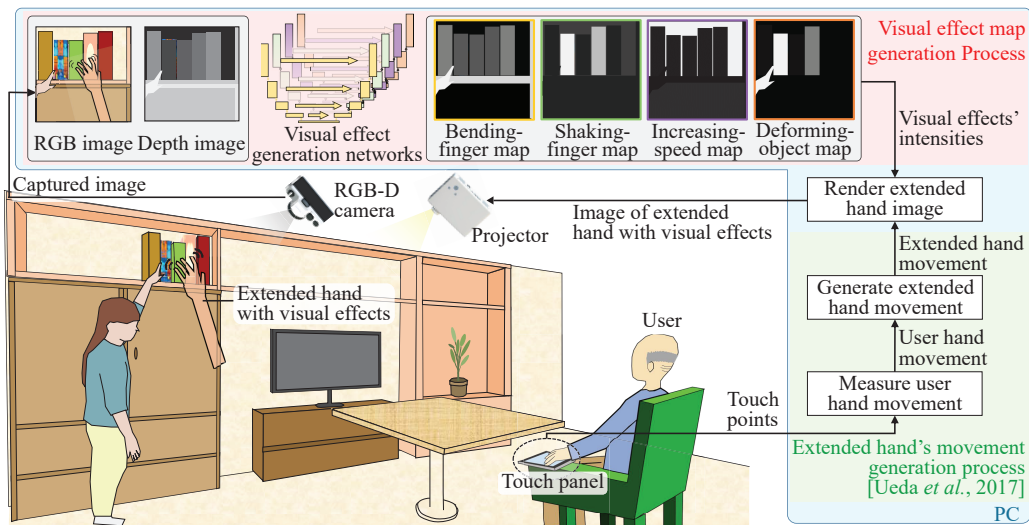 Visual effect map
generation Process
RGB image
Depth image
Visual effect
generation networks
Bending-
finger map
Shaking-
finger map
Increasing-
speed map
Deforming-
object map
Visual effects'
intensities
Captured image
RGB-D
camera
Projector
Image of extended
hand with visual effects
Render extended
hand image
Extended hand
movement
Generate extended
hand movement
User hand
movement
Measure user
hand movement
Extended hand
with visual effects
User
Touch
points
Touch panel
Extended hand's movement
generation process
[Ueda et al., 2017]
PC